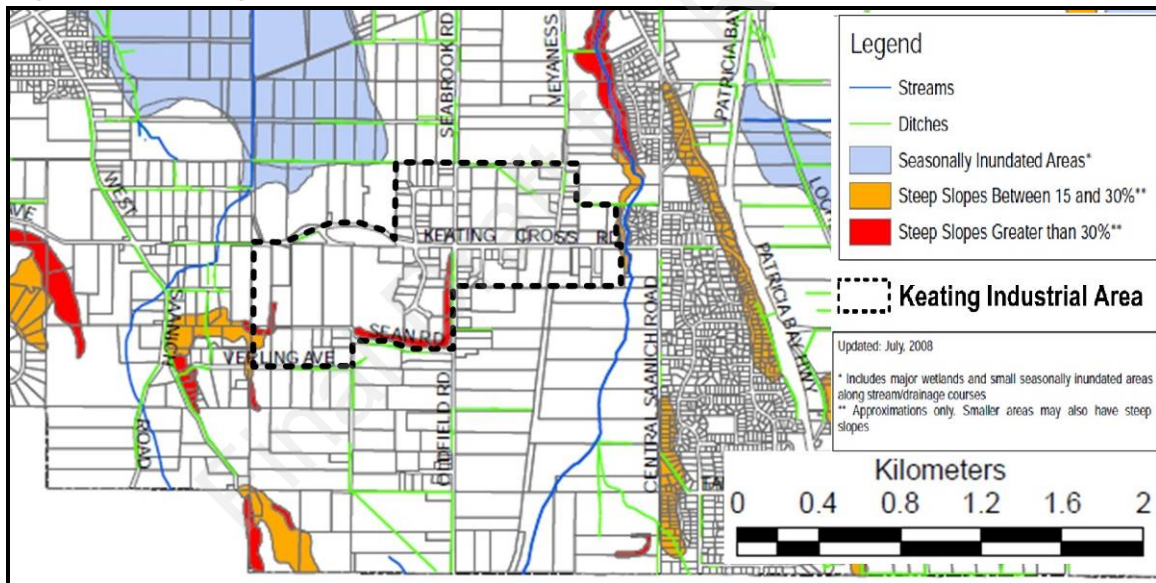 SEABROOK RD
MEYANESS
PATRICIA BAY
WEST
SAANICH
ROAD
KEATING CROSS RD
SEAN RD
VERLING AVE
OLDFIELD RD
CENTRAL SAANICH ROAD
PATRICIA BAY HWY
Legend
Streams
Ditches
Seasonally Inundated Areas*
Steep Slopes Between 15 and 30%**
Steep Slopes Greater than 30%**
Keating Industrial Area
Updated: July, 2008
* Includes major wetlands and small seasonally inundated areas
along stream/drainage courses
** Approximations only. Smaller areas may also have steep
slopes
Kilometers
0 0.4 0.8 1.2 1.6 2